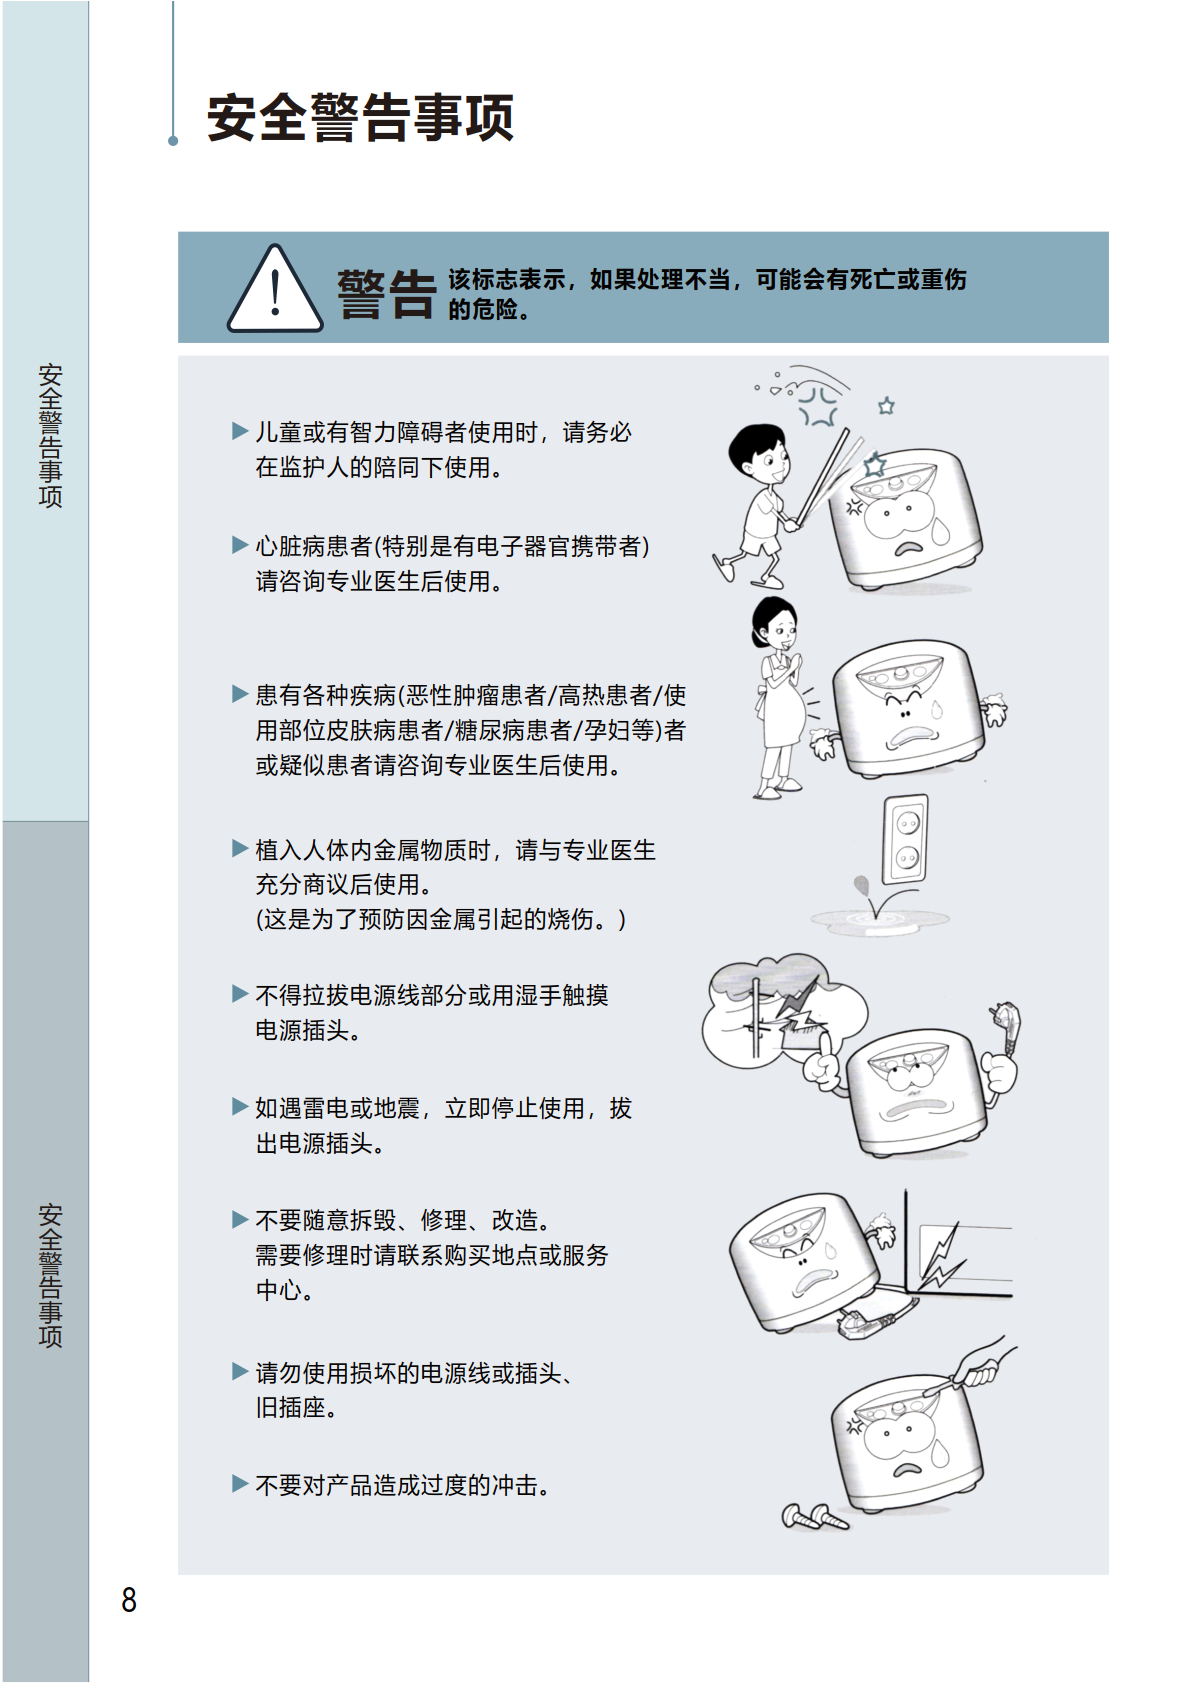 安全警告事项
警告
该标志表示，如果处理不当，可能会有死亡或重伤
的危险。
安全警告事项
▶儿童或有智力障碍者使用时，请务必
在监护人的陪同下使用。
▶心脏病患者(特别是有电子器官携带者)
请咨询专业医生后使用。
▶患有各种疾病(恶性肿瘤患者/高热患者/使
用部位皮肤病患者/糖尿病患者/孕妇等)者
或疑似患者请咨询专业医生后使用。
▶植入人体内金属物质时，请与专业医生
充分商议后使用。
(这是为了预防因金属引起的烧伤。)
▶不得拉拔电源线部分或用湿手触摸
电源插头。
▶如遇雷电或地震，立即停止使用，拔
出电源插头。
▶不要随意拆毁、修理、改造。
需要修理时请联系购买地点或服务
中心。
▶请勿使用损坏的电源线或插头、
旧插座。
▶不要对产品造成过度的冲击。
安全警告事项
8